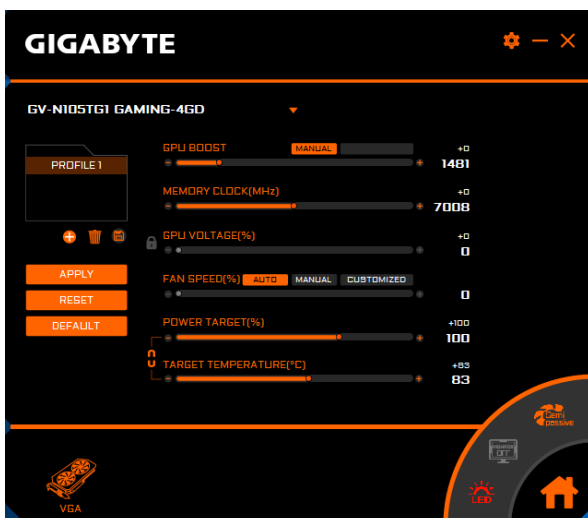 GIGABYTE
GV-N105TG1 GAMING-4GD
PROFILE 1
APPLY
RESET
DEFAULT
GPU BOOST MANUAL +0
1481
MEMORY CLOCK(MHz) +0
7008
GPU VOLTAGE(%) +0
0
FAN SPEED(%) AUTO MANUAL CUSTOMIZED
0
POWER TARGET(%) +100
100
TARGET TEMPERATURE(°C) +83
83
Semi
passive
OFF
LED
VGA